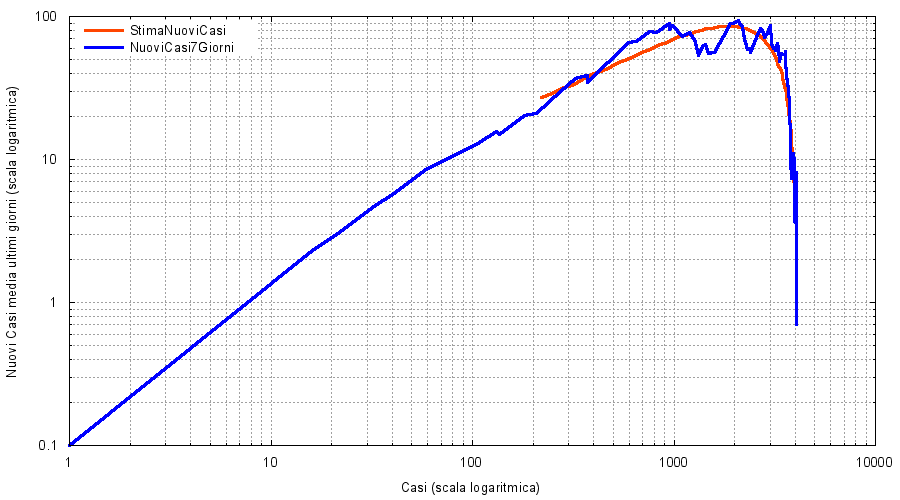 100
10
1
0.1
StimaNuoviCasi
NuoviCasi7Giorni
Nuovi Casi media ultimi giorni (scala logaritmica)
1
10
100
1000
10000
Casi (scala logaritmica)